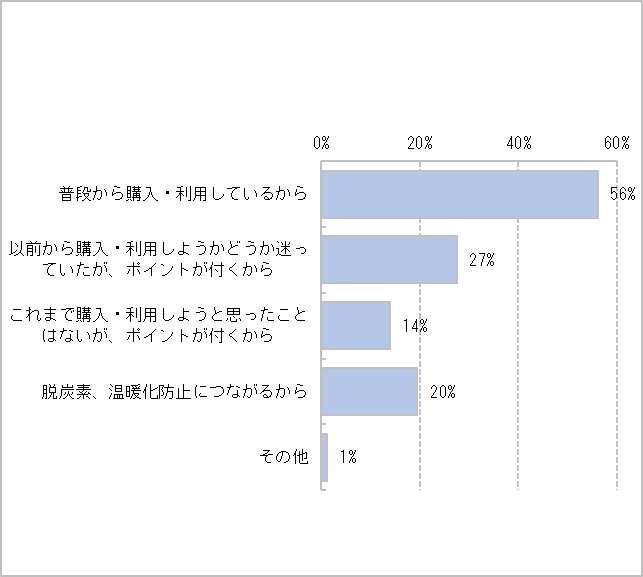 0%
20%
40%
60%
普段から購入・利用しているから
56%
以前から購入・利用しようかどうか迷っ
ていたが、ポイントが付くから
27%
これまで購入・利用しようと思ったこと
はないが、ポイントが付くから
14%
脱炭素、温暖化防止につながるから
20%
その他
1%